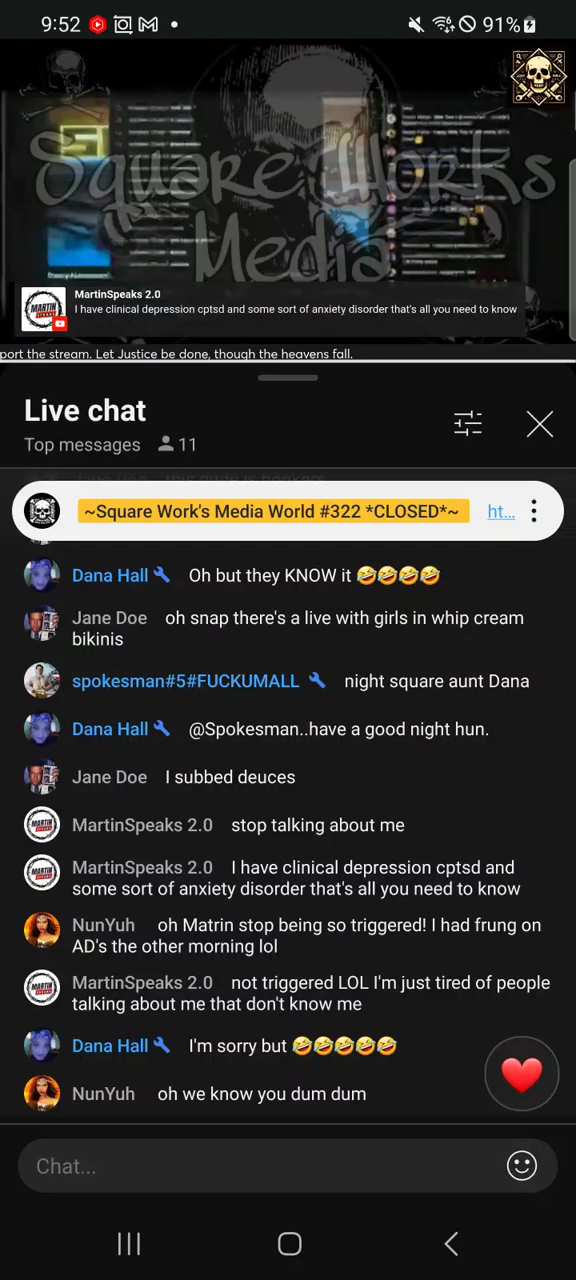 9:52 91%
Square Works
Media
MartinSpeaks 2.0
I have clinical depression cptsd and some sort of anxiety disorder that's all you need to know
port the stream. Let Justice be done, though the heavens fall.
Live chat
Top messages 11
~Square Work's Media World #322 *CLOSED*~ ht...
Dana Hall Oh but they KNOW it 🤣🤣🤣🤣
Jane Doe oh snap there's a live with girls in whip cream
bikinis
spokesman#5#FUCKUMALL night square aunt Dana
Dana Hall @Spokesman..have a good night hun.
Jane Doe I subbed deuces
MartinSpeaks 2.0 stop talking about me
MartinSpeaks 2.0 I have clinical depression cptsd and
some sort of anxiety disorder that's all you need to know
NunYuh oh Matrin stop being so triggered! I had frung on
AD's the other morning lol
MartinSpeaks 2.0 not triggered LOL I'm just tired of people
talking about me that don't know me
Dana Hall I'm sorry but 🤣🤣🤣🤣🤣
NunYuh oh we know you dum dum
Chat...